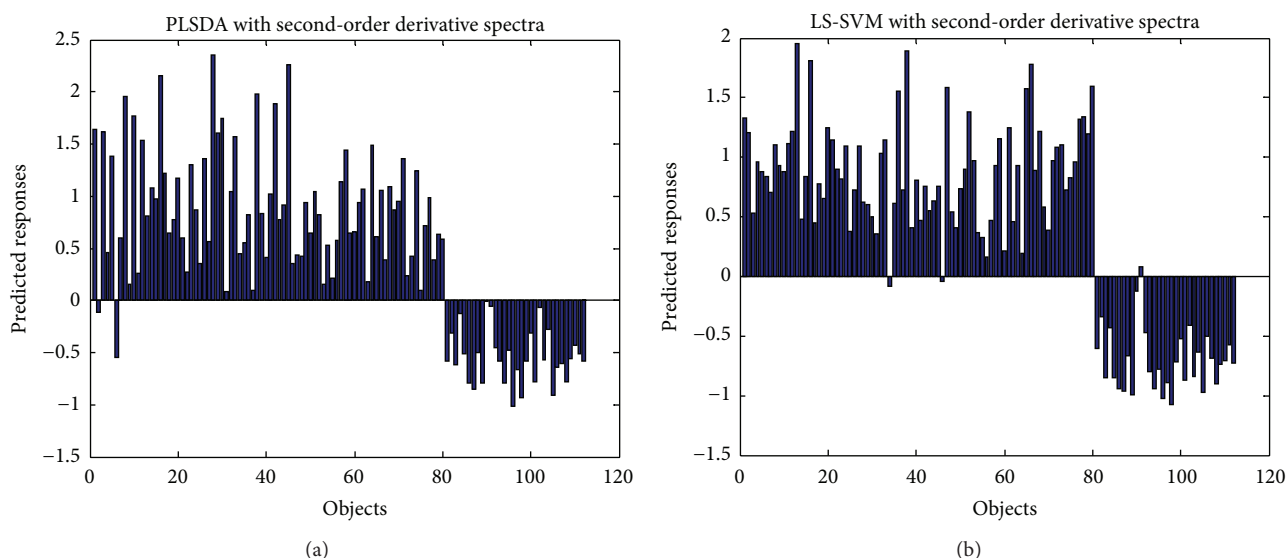 PLSDA with second-order derivative spectra
2.5
2
1.5
1
0.5
0
−0.5
−1
−1.5
Predicted responses
0 20 40 60 80 100 120
Objects
(a)
LS-SVM with second-order derivative spectra
2
1.5
1
0.5
0
−0.5
−1
−1.5
Predicted responses
0 20 40 60 80 100 120
Objects
(b)